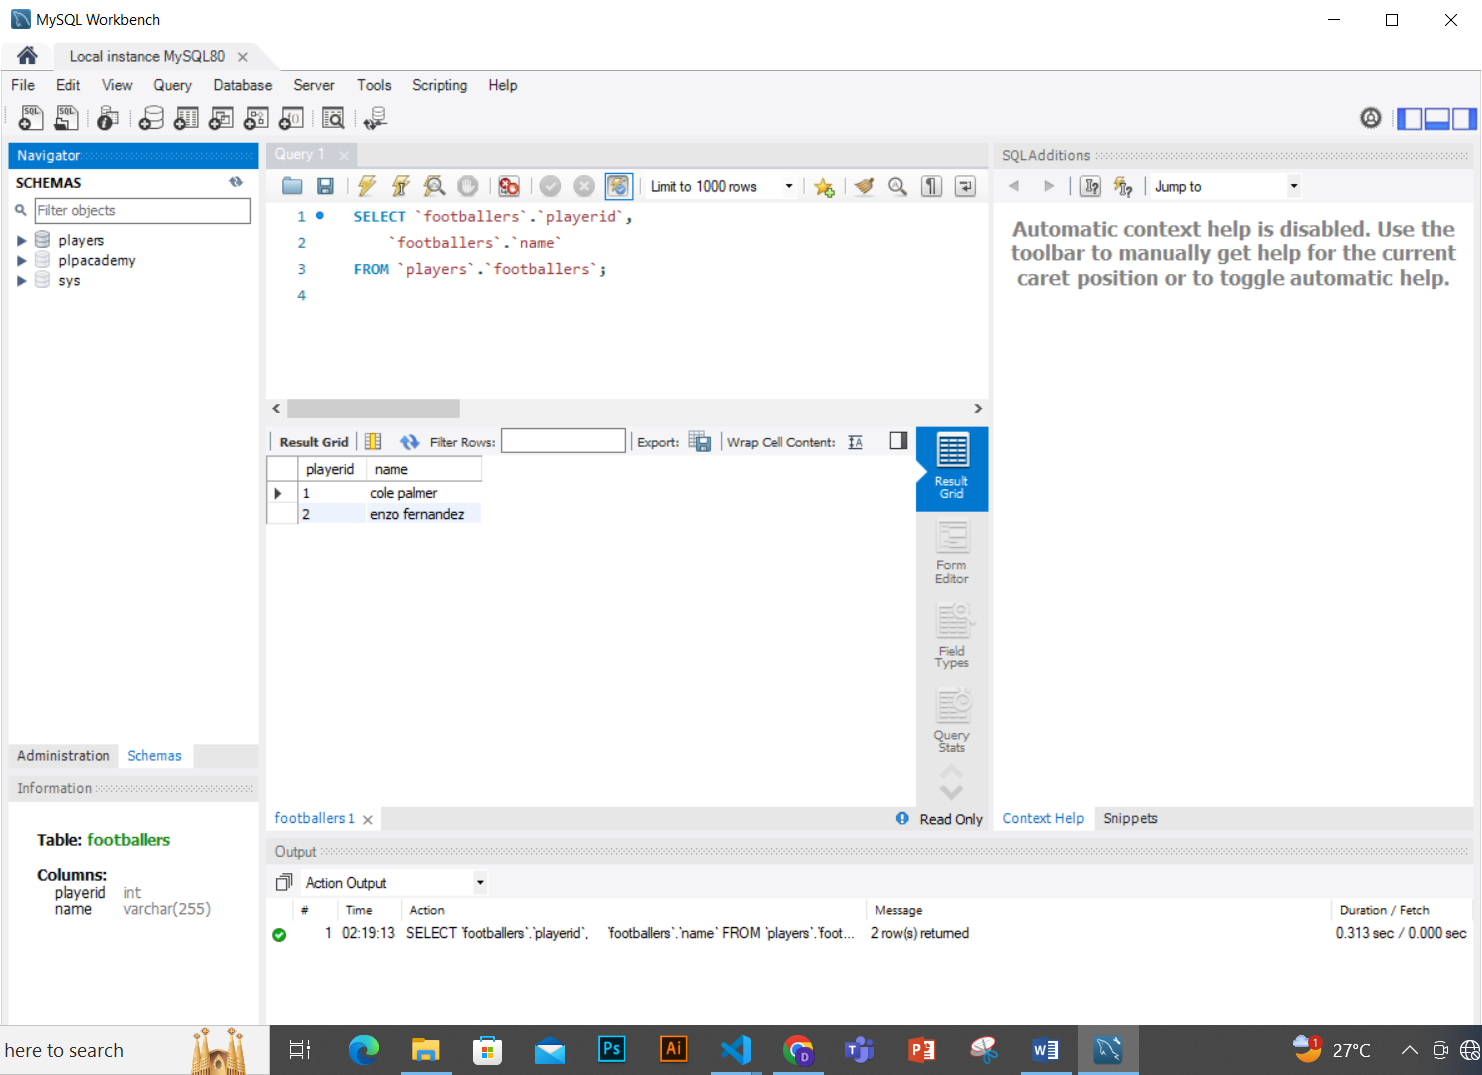 MySQL Workbench
Local instance MySQL80
File Edit View Query Database Server Tools Scripting Help
Navigator
SCHEMAS
Filter objects
players
plpacademy
sys
Administration Schemas
Information
Table: footballers
Columns:
playerid int
name varchar(255)
Query 1
Limit to 1000 rows
1 SELECT `footballers`.`playerid`,
2 `footballers`.`name`
3 FROM `players`.`footballers`;
4
Result Grid Filter Rows: Export: Wrap Cell Content:
playerid name
1 cole palmer
2 enzo fernandez
Result
Grid
Form
Editor
Field
Types
Query
Stats
footballers 1 Read Only
SQLAdditions
Jump to
Automatic context help is disabled. Use the
toolbar to manually get help for the current
caret position or to toggle automatic help.
Context Help Snippets
Output
Action Output
# Time Action Message Duration / Fetch
1 02:19:13 SELECT `footballers`.`playerid`, `footballers`.`name` FROM `players`.`foot... 2 row(s) returned 0.313 sec / 0.000 sec
here to search
Ps
Ai
D
1
27°C